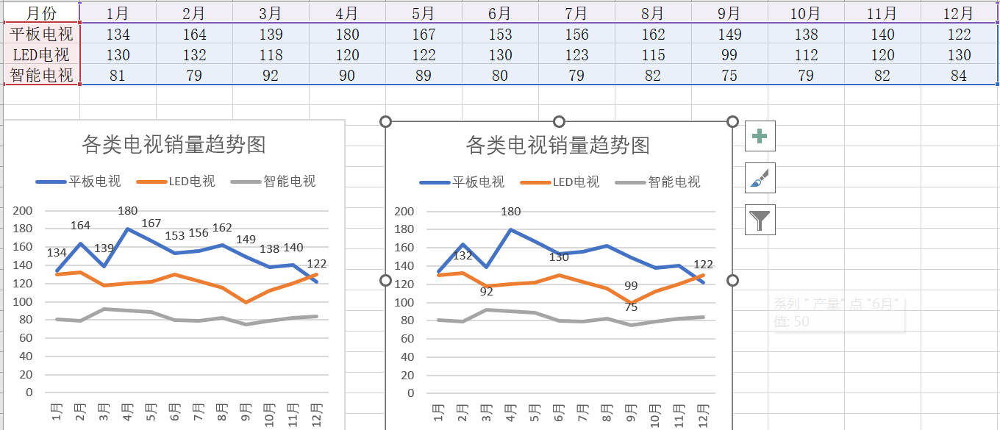 月份 1月 2月 3月 4月 5月 6月 7月 8月 9月 10月 11月 12月
平板电视 134 164 139 180 167 153 156 162 149 138 140 122
LED电视 130 132 118 120 122 130 123 115 99 112 120 130
智能电视 81 79 92 90 89 80 79 82 75 79 82 84
各类电视销量趋势图
平板电视 LED电视 智能电视
200
180
160
140
120
100
80
60
40
20
0
134 164 139 180 167 153 156 162 149 138 140 122
1月 2月 3月 4月 5月 6月 7月 8月 9月 10月 11月 12月
各类电视销量趋势图
平板电视 LED电视 智能电视
200
180
160
140
120
100
80
60
40
20
0
132 92 180 130 99 75 122
1月 2月 3月 4月 5月 6月 7月 8月 9月 10月 11月 12月
系列 "产量" 点 "6月"
值: 50